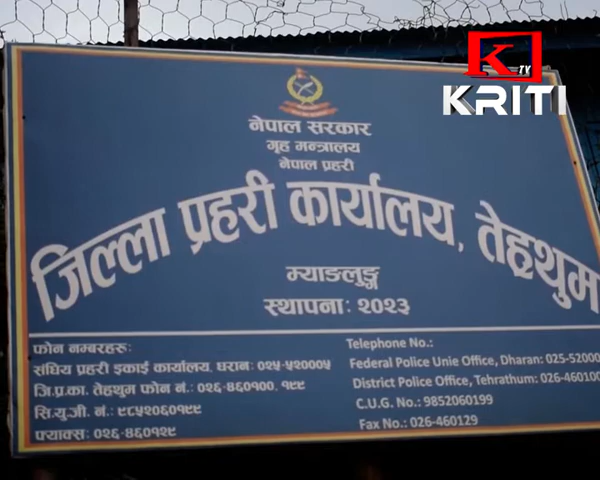 K TV
KRITI
नेपाल सरकार
गृह मन्त्रालय
नेपाल प्रहरी
जिल्ला प्रहरी कार्यालय, तेह्रथुम
म्याङलुङ्ग
स्थापना: २०२३
फोन नम्बरहरु:
संघिय प्रहरी इकाई कार्यालय, धरान: ०२५-५२०००५
जि.प्र.का. तेह्रथुम फोन नं.: ०२६-४६०१००, १९९
सि.यु.जी. नं.: ९८५२०६०१९९
फ्याक्स: ०२६-४६०१२९
Telephone No.:
Federal Police Unie Office, Dharan: 025-52000
District Police Office, Tehrathum: 026-460100
C.U.G. No.: 9852060199
Fax No.: 026-460129